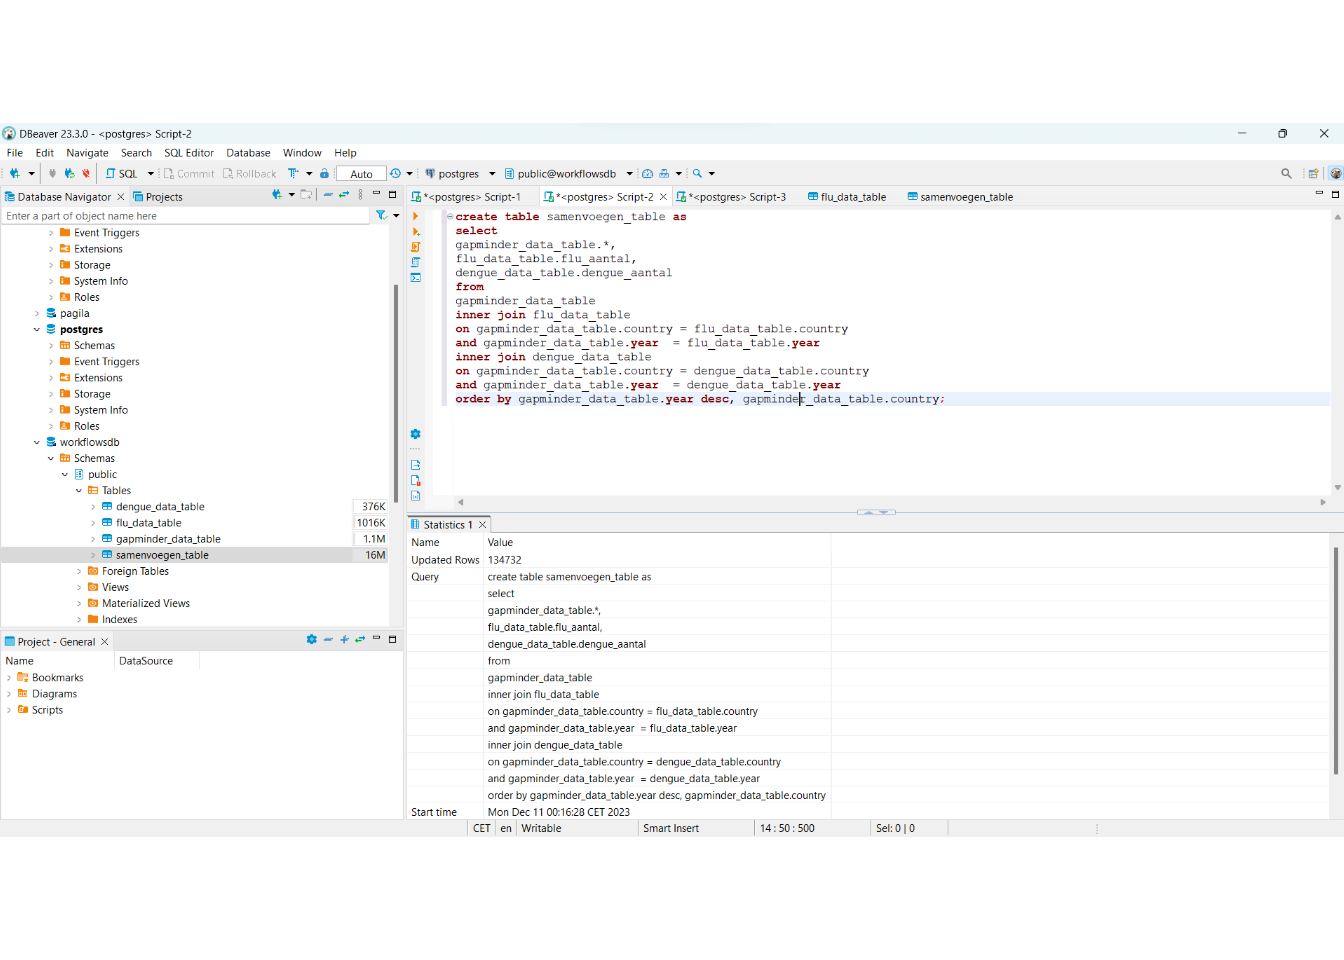 DBeaver 23.3.0 - <postgres> Script-2
File Edit Navigate Search SQL Editor Database Window Help
SQL Commit Rollback Auto postgres public@workflowsdb
Database Navigator Projects
Enter a part of object name here
Event Triggers
Extensions
Storage
System Info
Roles
pagila
postgres
Schemas
Event Triggers
Extensions
Storage
System Info
Roles
workflowsdb
Schemas
public
Tables
dengue_data_table 376K
flu_data_table 1016K
gapminder_data_table 1.1M
samenvoegen_table 16M
Foreign Tables
Views
Materialized Views
Indexes
Project - General
Name DataSource
Bookmarks
Diagrams
Scripts
*<postgres> Script-1 *<postgres> Script-2 *<postgres> Script-3 flu_data_table samenvoegen_table
create table samenvoegen_table as
select
gapminder_data_table.*,
flu_data_table.flu_aantal,
dengue_data_table.dengue_aantal
from
gapminder_data_table
inner join flu_data_table
on gapminder_data_table.country = flu_data_table.country
and gapminder_data_table.year  = flu_data_table.year
inner join dengue_data_table
on gapminder_data_table.country = dengue_data_table.country
and gapminder_data_table.year  = dengue_data_table.year
order by gapminder_data_table.year desc, gapminder_data_table.country;
Statistics 1
Name Value
Updated Rows 134732
Query create table samenvoegen_table as
select
gapminder_data_table.*,
flu_data_table.flu_aantal,
dengue_data_table.dengue_aantal
from
gapminder_data_table
inner join flu_data_table
on gapminder_data_table.country = flu_data_table.country
and gapminder_data_table.year  = flu_data_table.year
inner join dengue_data_table
on gapminder_data_table.country = dengue_data_table.country
and gapminder_data_table.year  = dengue_data_table.year
order by gapminder_data_table.year desc, gapminder_data_table.country
Start time Mon Dec 11 00:16:28 CET 2023
CET en Writable Smart Insert 14 : 50 : 500 Sel: 0 | 0